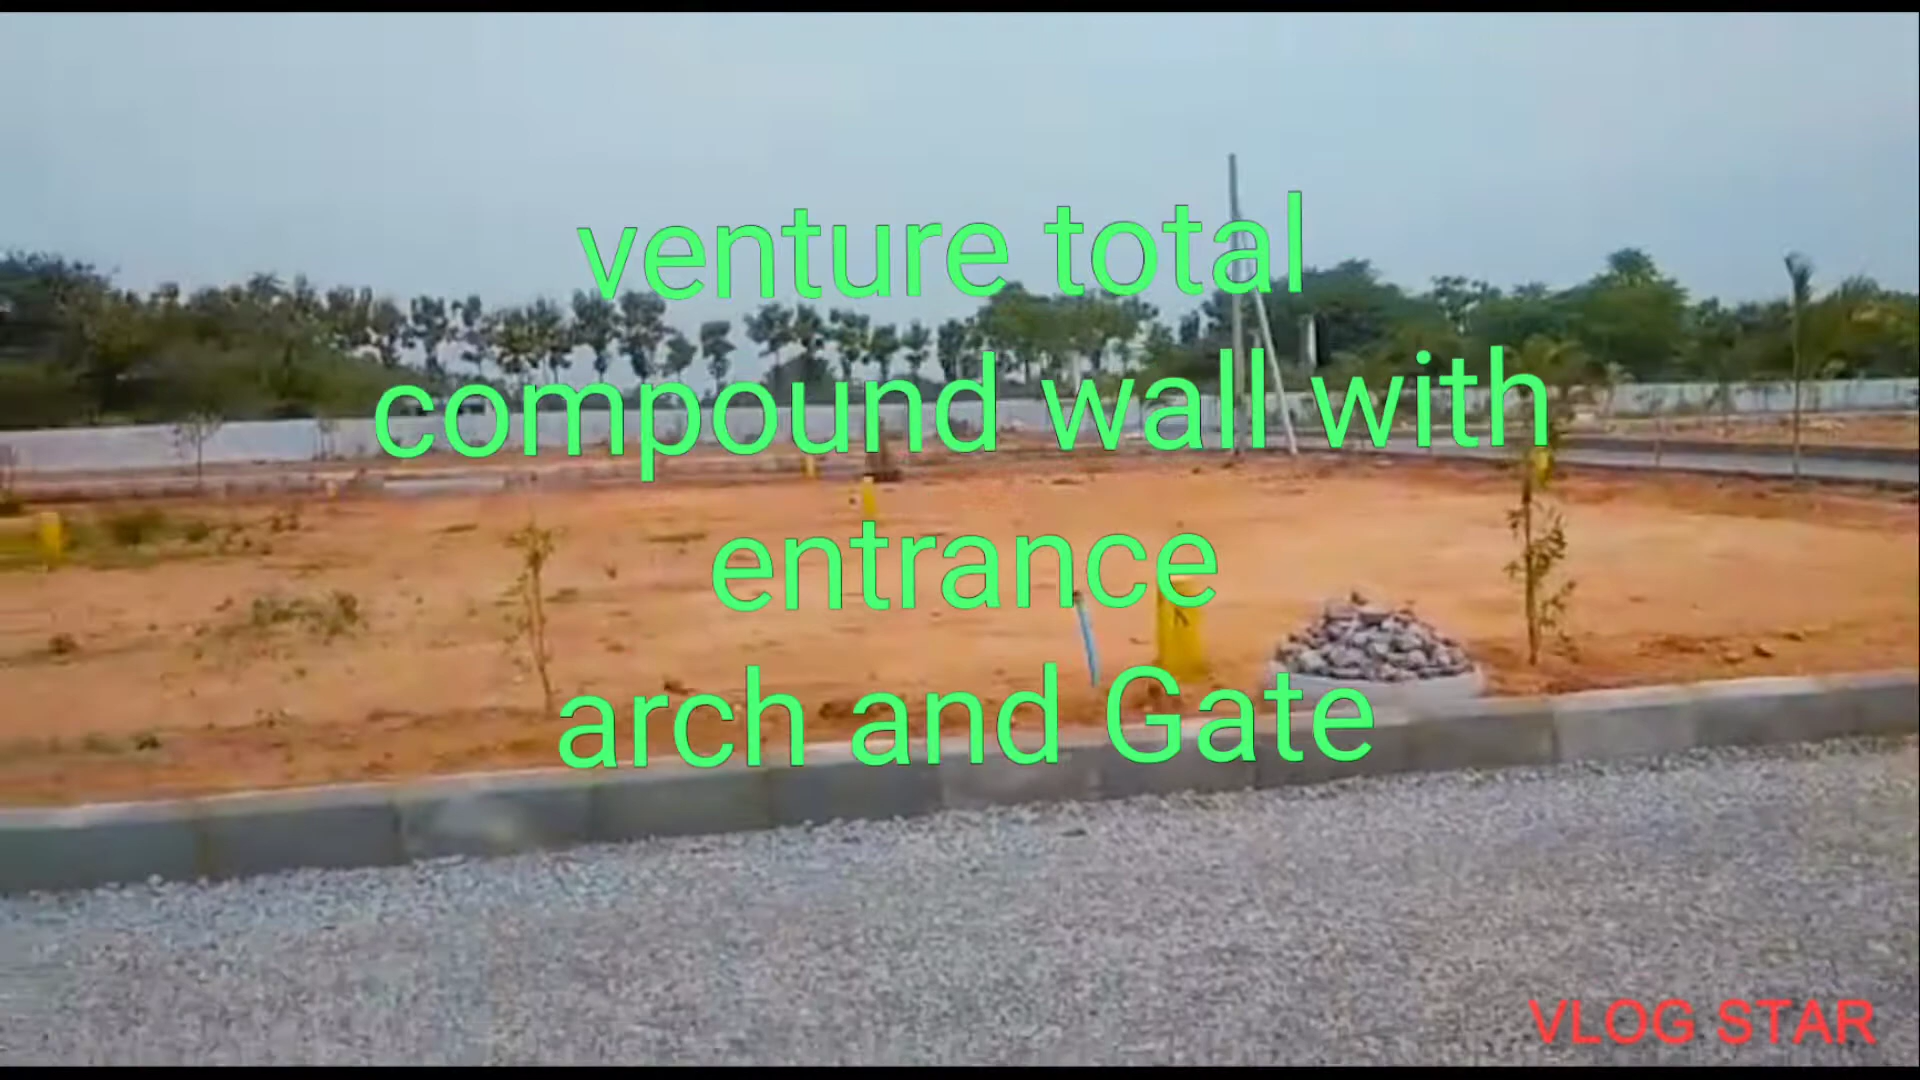 venture total
compound wall with
entrance
arch and Gate
VLOG STAR